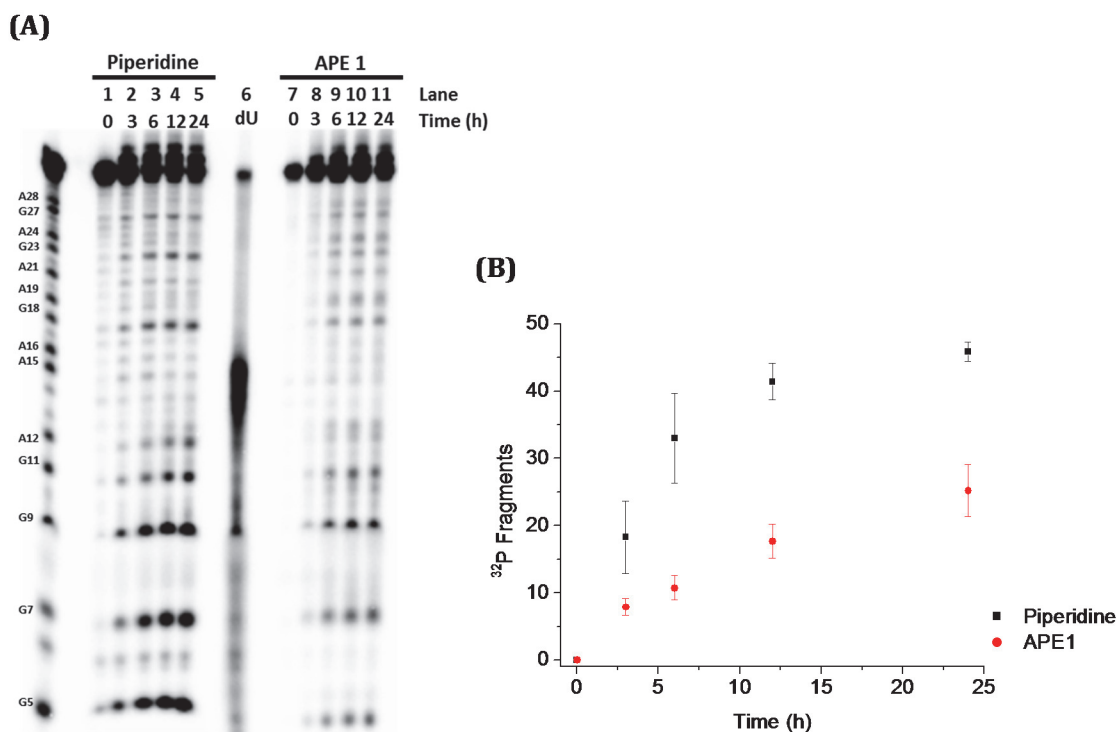 (A)
Piperidine APE 1
1 2 3 4 5 6 7 8 9 10 11 Lane
0 3 6 12 24 dU 0 3 6 12 24 Time (h)
A28
G27
A24
G23
A21
A19
G18
A16
A15
A12
G11
G9
G7
G5
(B)
50
40
30
20
10
0
³²P Fragments
0 5 10 15 20 25
Time (h)
Piperidine
APE1